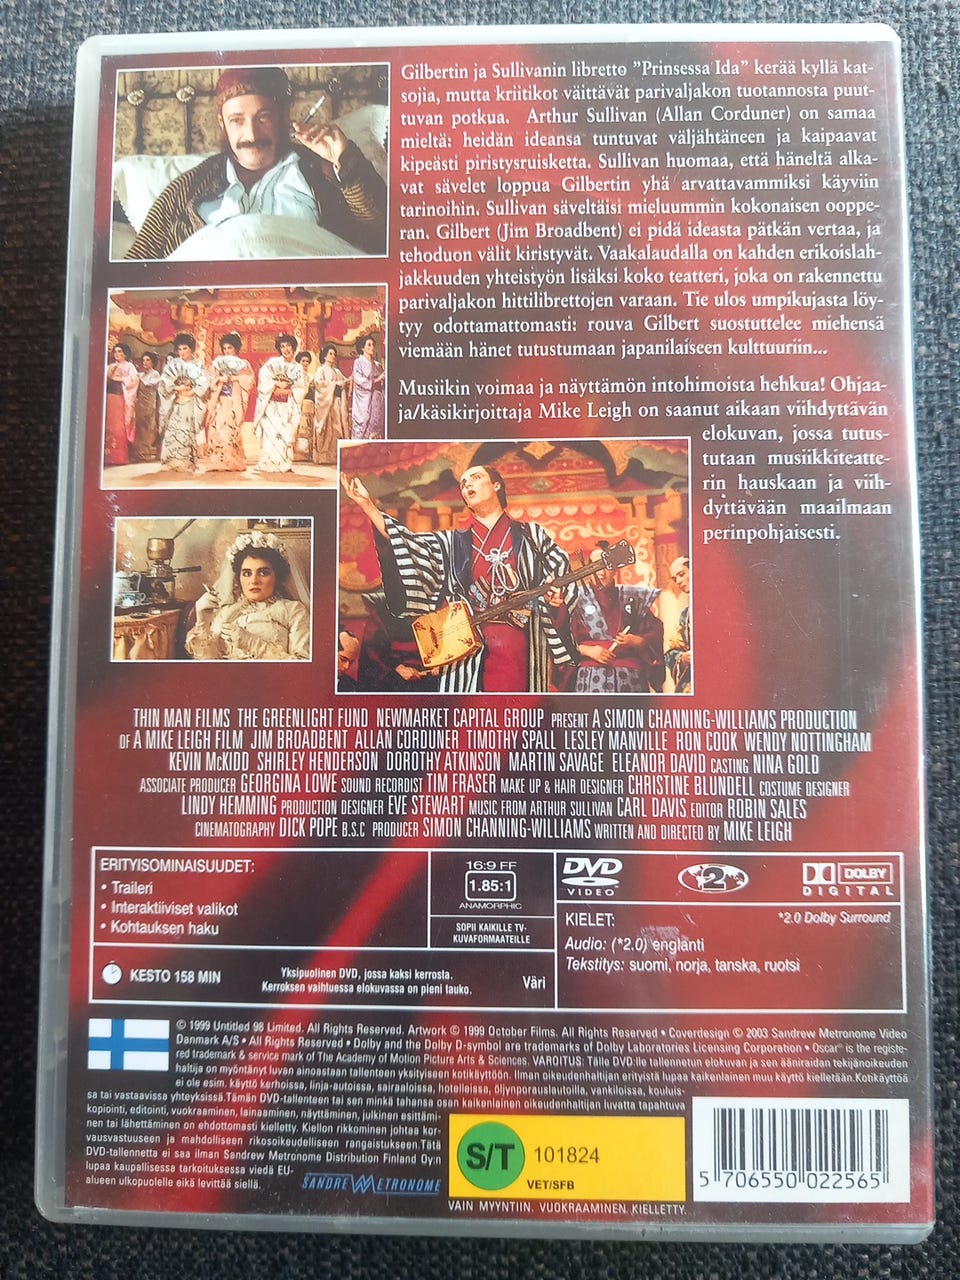 Gilbertin ja Sullivanin libretto "Prinsessa Ida" kerää kyllä kat-
sojia, mutta kriitikot väittävät parivaljakon tuotannosta puut-
tuvan potkua. Arthur Sullivan (Allan Corduner) on samaa
mieltä: heidän ideansa tuntuvat väljähtäneen ja kaipaavat
kipeästi piristysruisketta. Sullivan huomaa, että häneltä alka-
vat sävelet loppua Gilbertin yhä arvattavammiksi käyviin
tarinoihin. Sullivan säveltäisi mieluummin kokonaisen ooppe-
ran. Gilbert (Jim Broadbent) ei pidä ideasta pätkän vertaa, ja
tehoduon välit kiristyvät. Vaakalaudalla on kahden erikoislah-
jakkuuden yhteistyön lisäksi koko teatteri, joka on rakennettu
parivaljakon hittilibrettojen varaan. Tie ulos umpikujasta löy-
tyy odottamattomasti: rouva Gilbert suostuttelee miehensä
viemään hänet tutustumaan japanilaiseen kulttuuriin...
Musiikin voimaa ja näyttämön intohimoista hehkua! Ohjaa-
ja/käsikirjoittaja Mike Leigh on saanut aikaan viihdyttävän
elokuvan, jossa tutus-
tutaan musiikkiteatte-
rin hauskaan ja viih-
dyttävään maailmaan
perinpohjaisesti.
THIN MAN FILMS THE GREENLIGHT FUND NEWMARKET CAPITAL GROUP PRESENT A SIMON CHANNING-WILLIAMS PRODUCTION
OF A MIKE LEIGH FILM JIM BROADBENT ALLAN CORDUNER TIMOTHY SPALL LESLEY MANVILLE RON COOK WENDY NOTTINGHAM
KEVIN McKIDD SHIRLEY HENDERSON DOROTHY ATKINSON MARTIN SAVAGE ELEANOR DAVID CASTING NINA GOLD
ASSOCIATE PRODUCER GEORGINA LOWE SOUND RECORDIST TIM FRASER MAKE UP & HAIR DESIGNER CHRISTINE BLUNDELL COSTUME DESIGNER
LINDY HEMMING PRODUCTION DESIGNER EVE STEWART MUSIC FROM ARTHUR SULLIVAN CARL DAVIS EDITOR ROBIN SALES
CINEMATOGRAPHY DICK POPE B.S.C PRODUCER SIMON CHANNING-WILLIAMS WRITTEN AND DIRECTED BY MIKE LEIGH
ERITYISOMINAISUUDET:
• Traileri
• Interaktiiviset valikot
• Kohtauksen haku
16:9 FF
1.85:1
ANAMORPHIC
SOPII KAIKILLE TV-
KUVAFORMAATEILLE
KESTO 158 MIN
Yksipuolinen DVD, jossa kaksi kerrosta.
Kerroksen vaihtuessa elokuvassa on pieni tauko.
Väri
DVD
VIDEO
2
DOLBY
DIGITAL
KIELET:
*2.0 Dolby Surround
Audio: (*2.0) englanti
Tekstitys: suomi, norja, tanska, ruotsi
© 1999 Untitled 98 Limited. All Rights Reserved. Artwork © 1999 October Films. All Rights Reserved • Coverdesign © 2003 Sandrew Metronome Video
Danmark A/S • All Rights Reserved • Dolby and the Dolby D-symbol are trademarks of Dolby Laboratories Licensing Corporation • Oscar® is the registe-
red trademark & service mark of The Academy of Motion Picture Arts & Sciences. VAROITUS: Tälle DVD:lle tallennetun elokuvan ja sen ääniraidan tekijänoikeuden
haltija on myöntänyt luvan ainoastaan tallenteen yksityiseen kotikäyttöön. Ilman oikeudenhaltijan erityistä lupaa kaikenlainen muu käyttö kielletään.Kotikäyttöä
ei ole esim. käyttö kerhoissa, linja-autoissa, sairaaloissa, hotelleissa, öljynporauslautoilla, vankiloissa, kouluis-
sa tai vastaavissa yhteyksissä.Tämän DVD-tallenteen tai sen minkä tahansa osan kaikenlainen oikeudenhaltijan luvatta tapahtuva
kopiointi, editointi, vuokraaminen, lainaaminen, näyttäminen, julkinen esittämi-
nen tai lähettäminen on ehdottomasti kielletty. Kiellon rikkominen johtaa kor-
vausvastuuseen ja mahdolliseen rikosoikeudelliseen rangaistukseen.Tätä
DVD-tallennetta ei saa ilman Sandrew Metronome Distribution Finland Oy:n
lupaa kaupallisessa tarkoituksessa viedä EU-
alueen ulkopuolelle eikä levittää siellä.
SANDREW METRONOME
S/T
101824
VET/SFB
VAIN MYYNTIIN. VUOKRAAMINEN KIELLETTY.
5 706550 022565